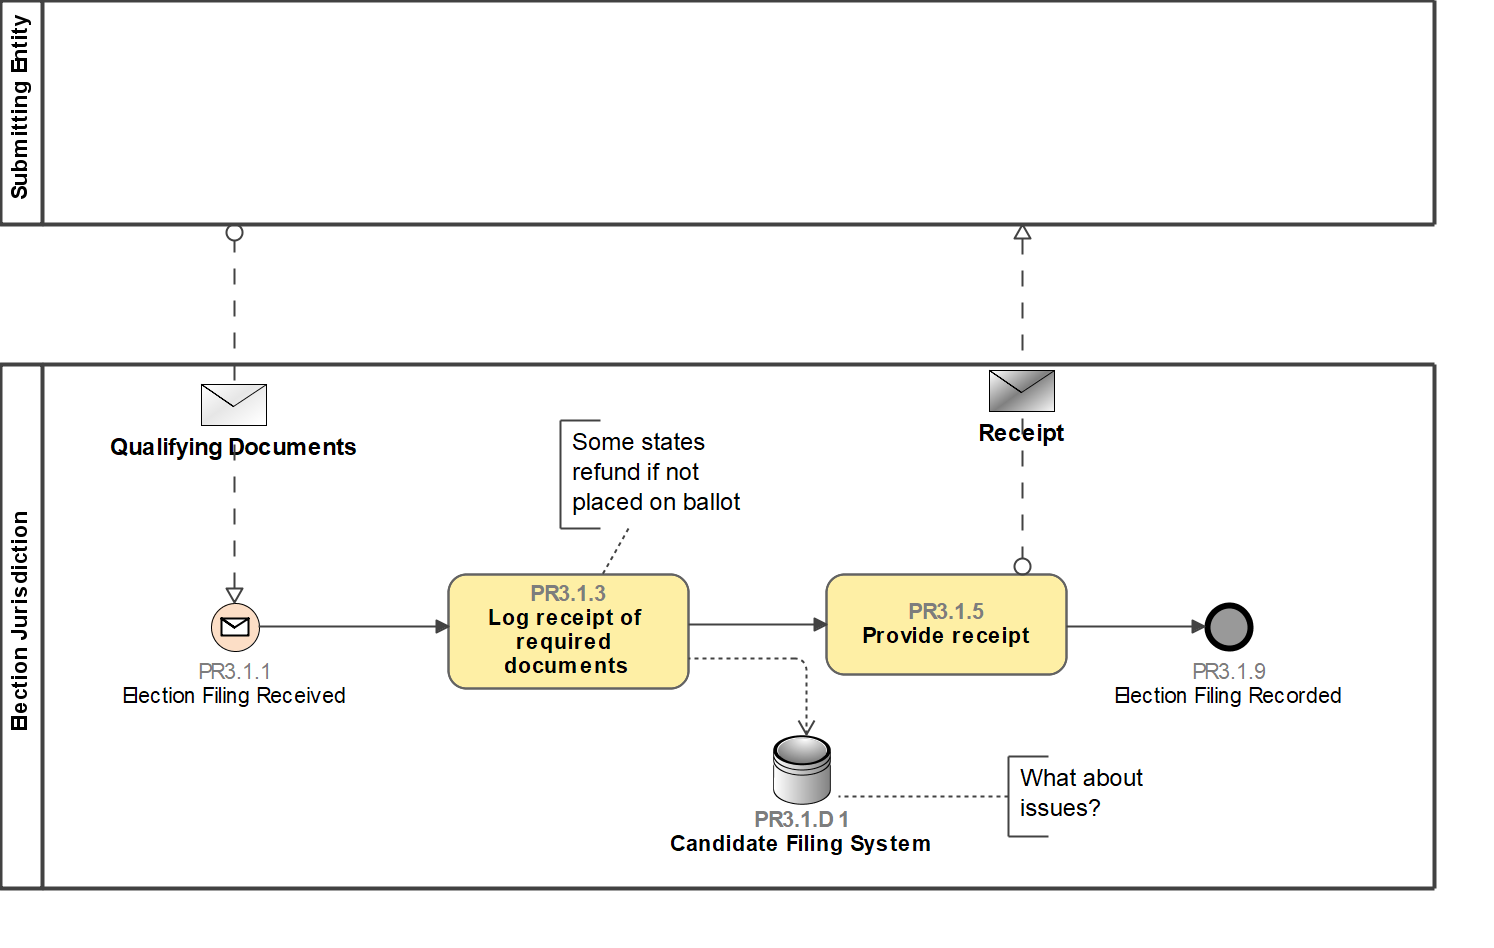 Submitting Entity
Election Jurisdiction
Qualifying Documents
Receipt
Some states
refund if not
placed on ballot
PR3.1.3
Log receipt of
required
documents
PR3.1.5
Provide receipt
PR3.1.1
Election Filing Received
PR3.1.9
Election Filing Recorded
What about
issues?
PR3.1.D1
Candidate Filing System